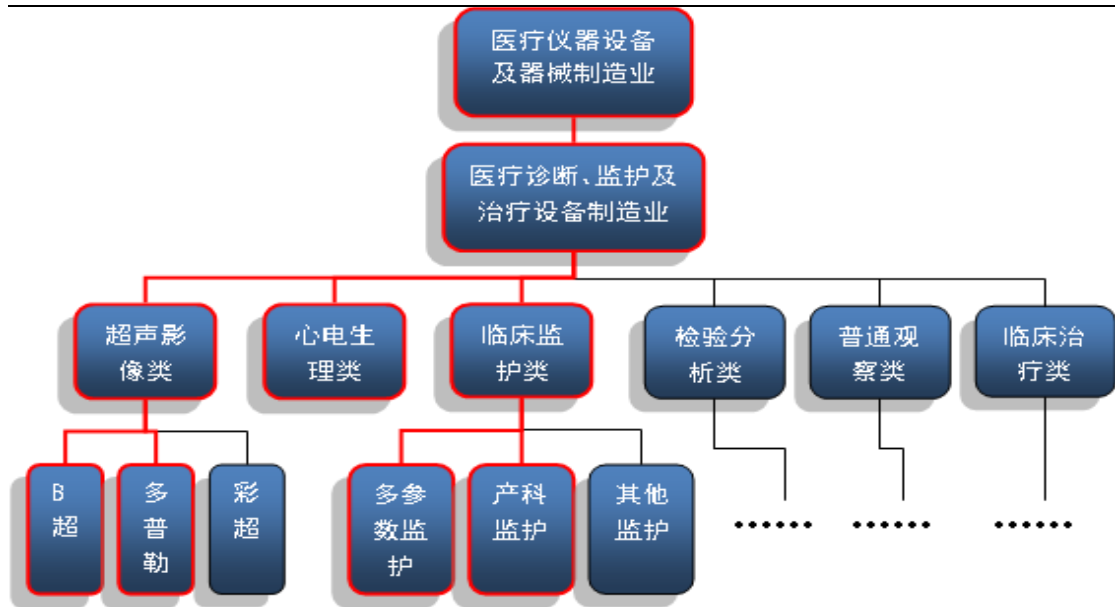 医疗仪器设备
及器械制造业
医疗诊断、监护及
治疗设备制造业
超声影
像类
心电生
理类
临床监
护类
检验分
析类
普通观
察类
临床治
疗类
B
超
多
普
勒
彩
超
多参
数监
护
产科
监护
其他
监护
••••••
••••••
••••••